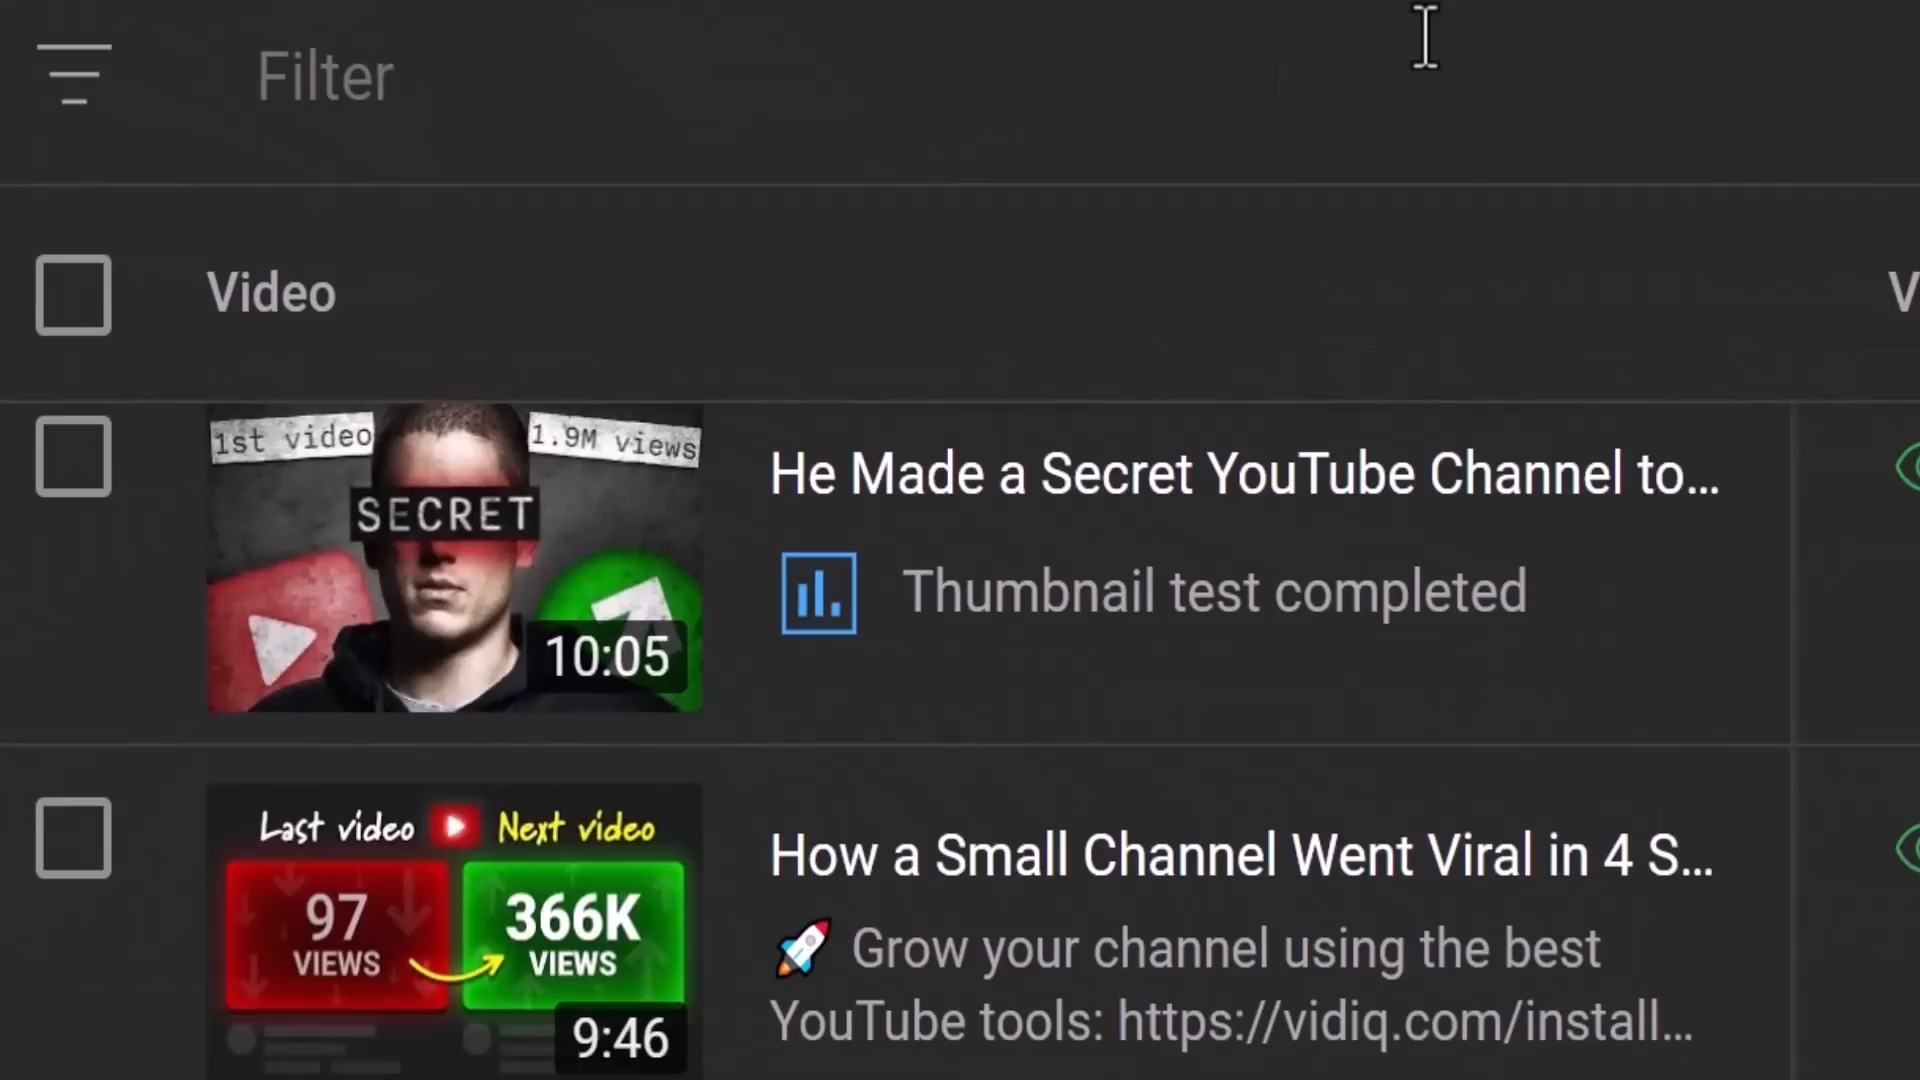 Filter
Video
V
1st video
1.9M views
SECRET
10:05
He Made a Secret YouTube Channel to...
Thumbnail test completed
Last video
Next video
97
VIEWS
366K
VIEWS
9:46
How a Small Channel Went Viral in 4 S...
🚀 Grow your channel using the best
YouTube tools: https://vidiq.com/install...